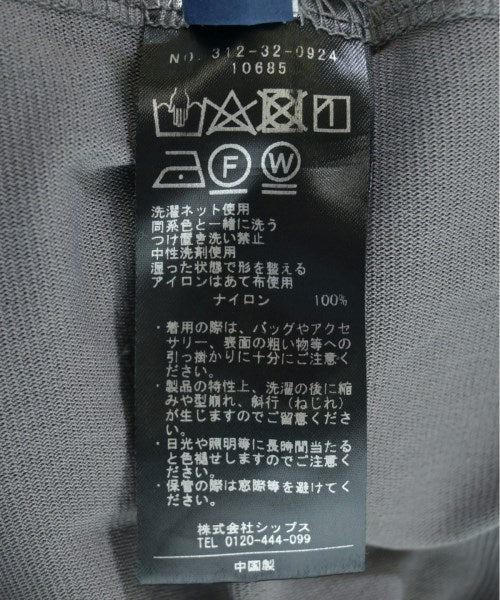 NO. 312-32-0924
10685
F
W
洗濯ネット使用
同系色と一緒に洗う
つけ置き洗い禁止
中性洗剤使用
湿った状態で形を整える
アイロンはあて布使用
ナイロン 100%
・着用の際は、バッグやアクセ
サリー、表面の粗い物等への
引っ掛かりに十分にご注意く
ださい。
・製品の特性上、洗濯の後に縮
みや型崩れ、斜行（ねじれ）
が生じますのでご留意くださ
い。
・日光や照明等に長時間当たる
と色褪せしますのでご注意く
ださい。
・保管の際は窓際等を避けてく
ださい。
株式会社シップス
TEL 0120-444-099
中国製